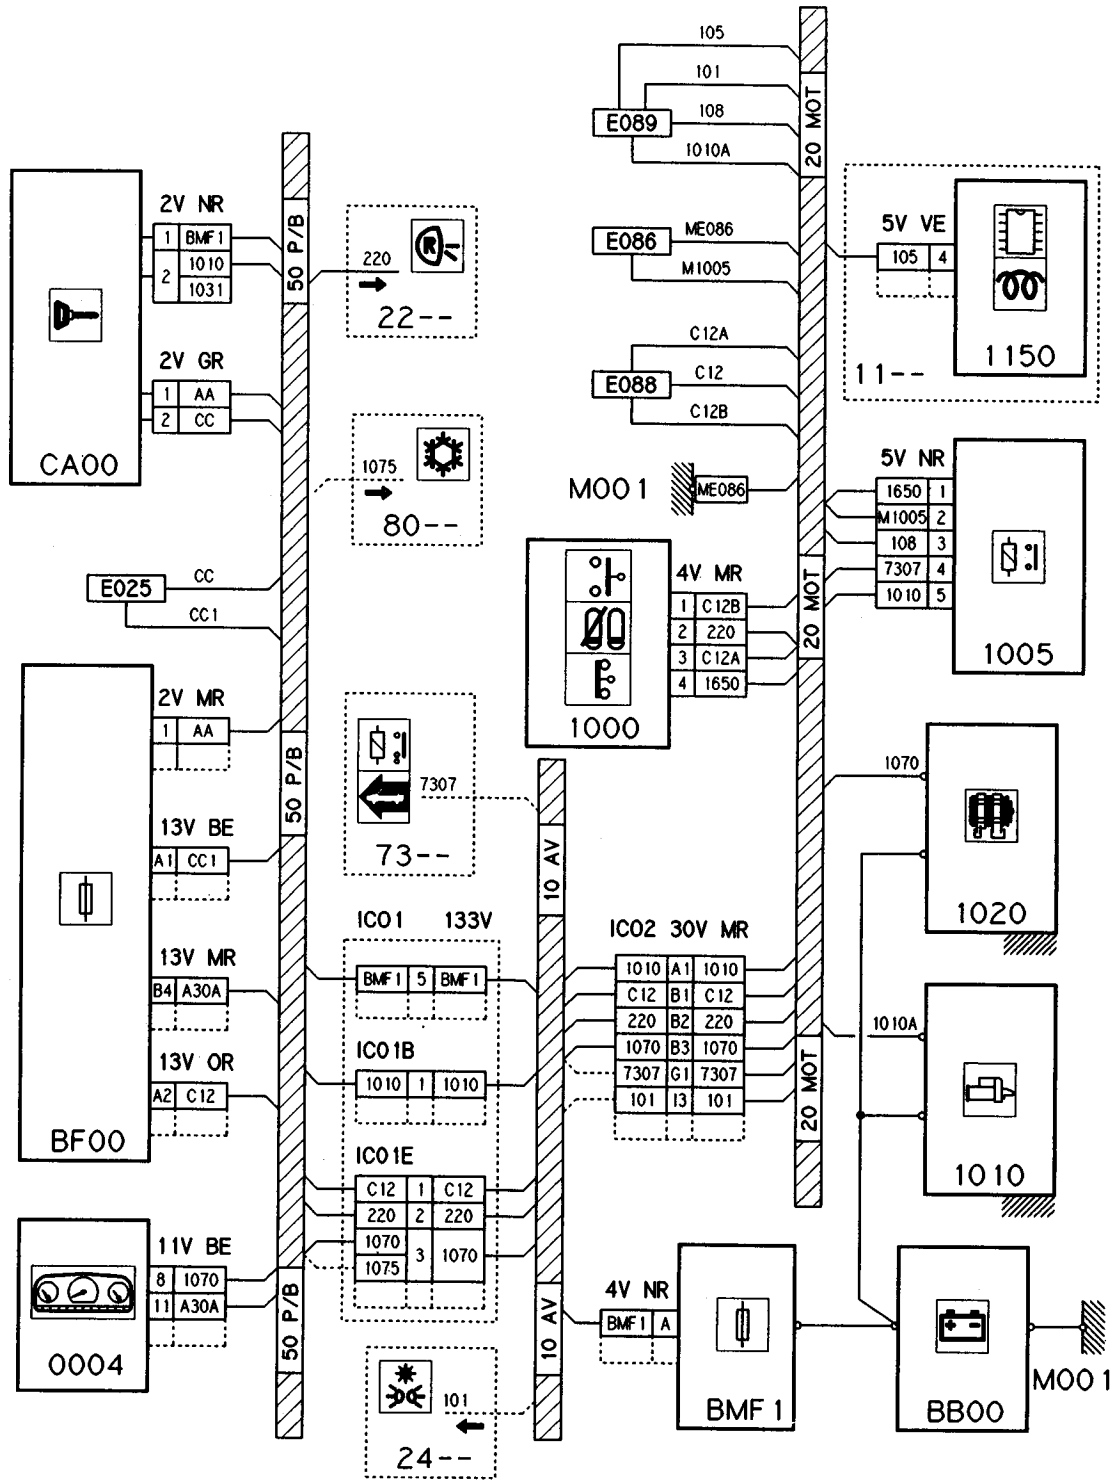 CA00
2V NR
1 BMF1
2 1010
1031
2V GR
1 AA
2 CC
50 P/B
220
22--
1075
80--
E025
CC
CC1
BF00
2V MR
1 AA
13V BE
A1 CC1
13V MR
B4 A30A
13V OR
A2 C12
50 P/B
7307
73--
0004
11V BE
8 1070
11 A30A
50 P/B
IC01 133V
BMF1 5 BMF1
IC01B
1010 1 1010
IC01E
C12 1 C12
220 2 220
1070 3 1070
1075
101
24--
10 AV
10 AV
105
101
E089
108
1010A
20 MOT
E086
ME086
M1005
C12A
E088
C12
C12B
M001
ME086
1000
4V MR
1 C12B
2 220
3 C12A
4 1650
20 MOT
IC02 30V MR
1010 A1 1010
C12 B1 C12
220 B2 220
1070 B3 1070
7307 G1 7307
101 I3 101
20 MOT
5V VE
105 4
R
1150
11--
5V NR
1650 1
M1005 2
108 3
7307 4
1010 5
1005
1070
1020
1010A
1010
4V NR
BMF1 A
BMF1
+ -
BB00
M001